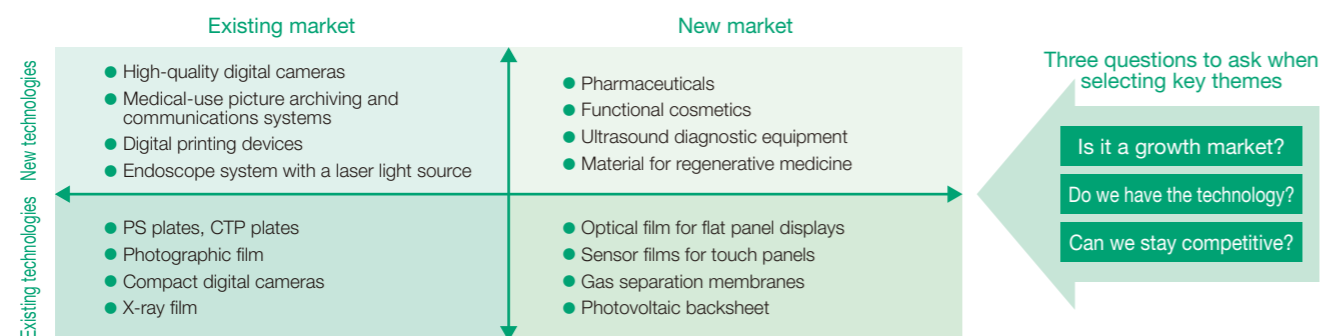 Existing market
New market
New technologies
● High-quality digital cameras
● Medical-use picture archiving and
communications systems
● Digital printing devices
● Endoscope system with a laser light source
● Pharmaceuticals
● Functional cosmetics
● Ultrasound diagnostic equipment
● Material for regenerative medicine
Existing technologies
● PS plates, CTP plates
● Photographic film
● Compact digital cameras
● X-ray film
● Optical film for flat panel displays
● Sensor films for touch panels
● Gas separation membranes
● Photovoltaic backsheet
Three questions to ask when
selecting key themes
Is it a growth market?
Do we have the technology?
Can we stay competitive?